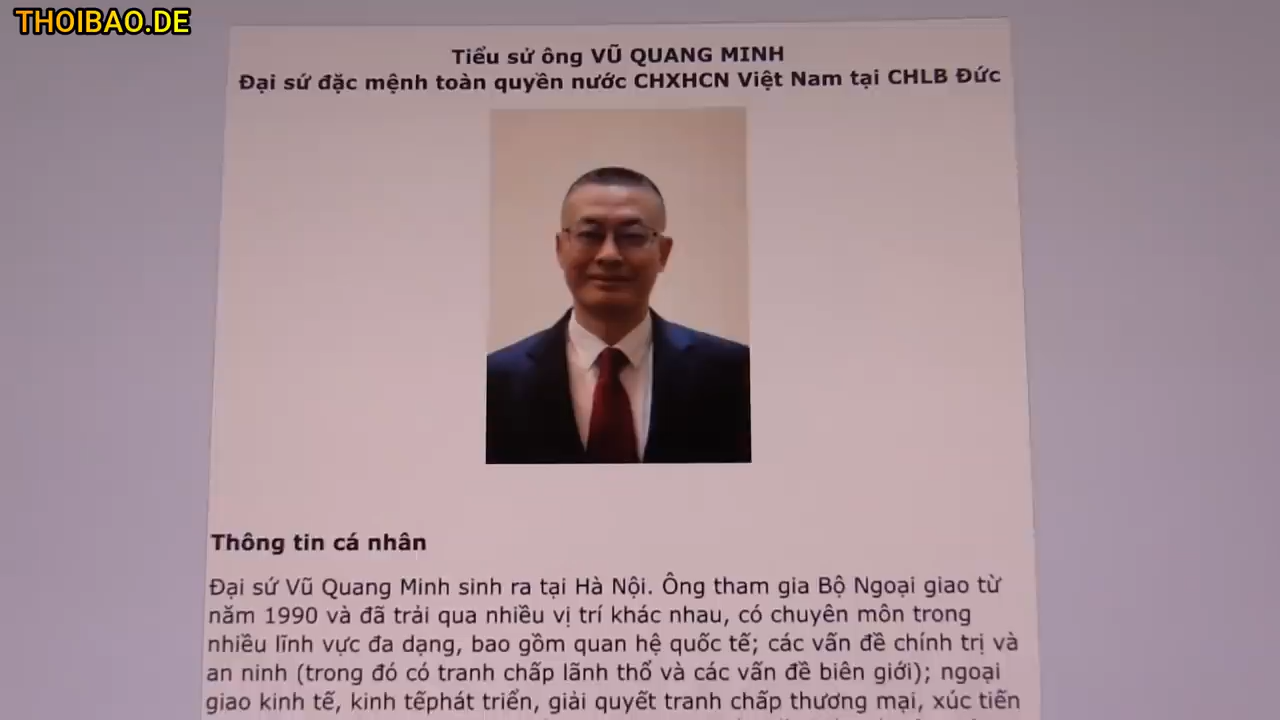 THOIBAO.DE
Tiểu sử ông VŨ QUANG MINH
Đại sứ đặc mệnh toàn quyền nước CHXHCN Việt Nam tại CHLB Đức
Thông tin cá nhân
Đại sứ Vũ Quang Minh sinh ra tại Hà Nội. Ông tham gia Bộ Ngoại giao từ
năm 1990 và đã trải qua nhiều vị trí khác nhau, có chuyên môn trong
nhiều lĩnh vực đa dạng, bao gồm quan hệ quốc tế; các vấn đề chính trị và
an ninh (trong đó có tranh chấp lãnh thổ và các vấn đề biên giới); ngoại
giao kinh tế, kinh tếphát triển, giải quyết tranh chấp thương mại, xúc tiến